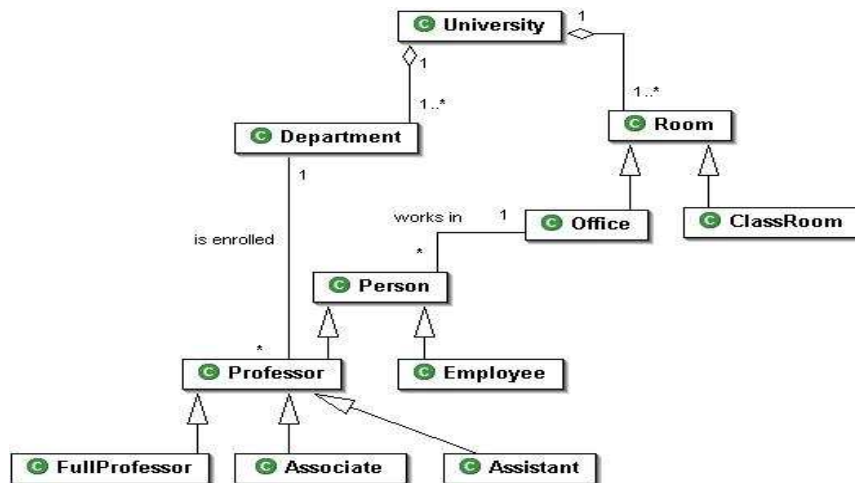 C University
1
1
1..*
1..*
C Department
C Room
1
works in
1
C Office
C ClassRoom
is enrolled
*
C Person
*
C Professor
C Employee
C FullProfessor
C Associate
C Assistant